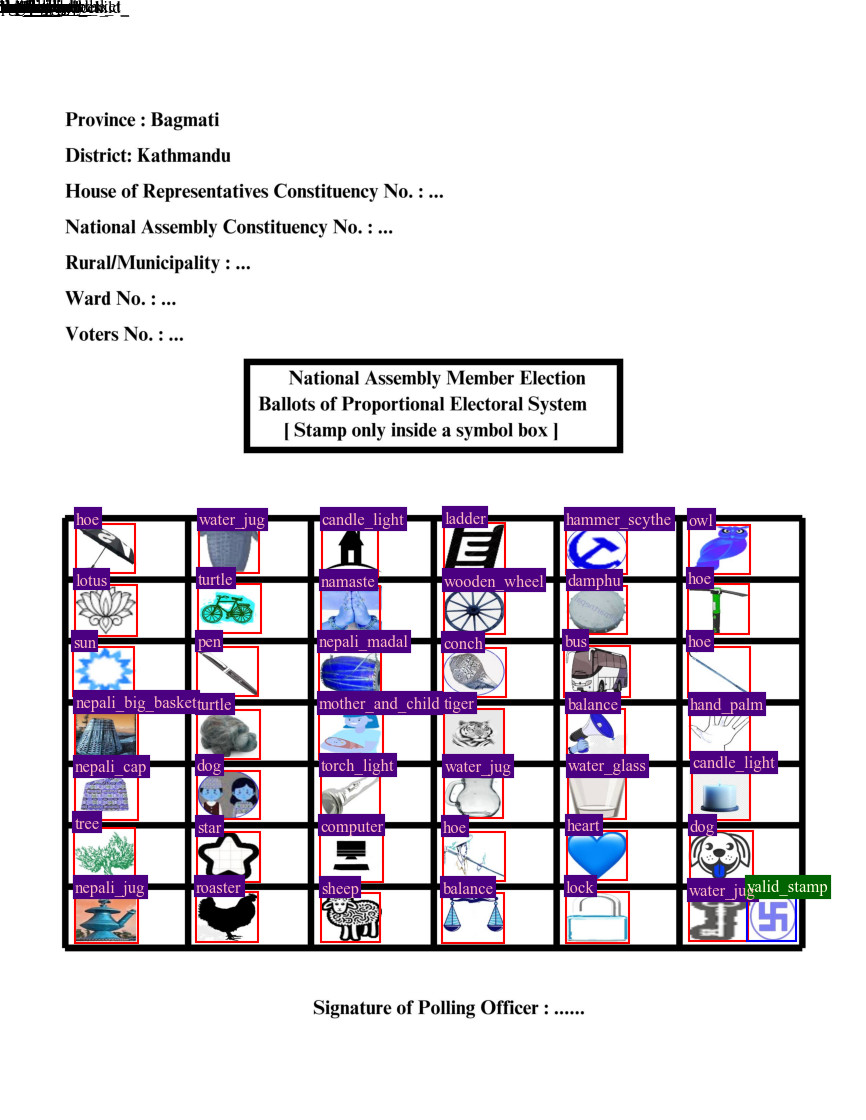 Province : Bagmati
District: Kathmandu
House of Representatives Constituency No. : ...
National Assembly Constituency No. : ...
Rural/Municipality : ...
Ward No. : ...
Voters No. : ...
National Assembly Member Election
Ballots of Proportional Electoral System
[ Stamp only inside a symbol box ]
hoe water_jug candle_light ladder hammer_scythe owl
lotus turtle namaste wooden_wheel damphu hoe
sun pen nepali_madal conch bus hoe
nepali_big_basket turtle mother_and_child tiger balance hand_palm
nepali_cap dog torch_light water_jug water_glass candle_light
tree star computer hoe heart dog
nepali_jug roaster sheep balance lock water_jug valid_stamp
Signature of Polling Officer : ......